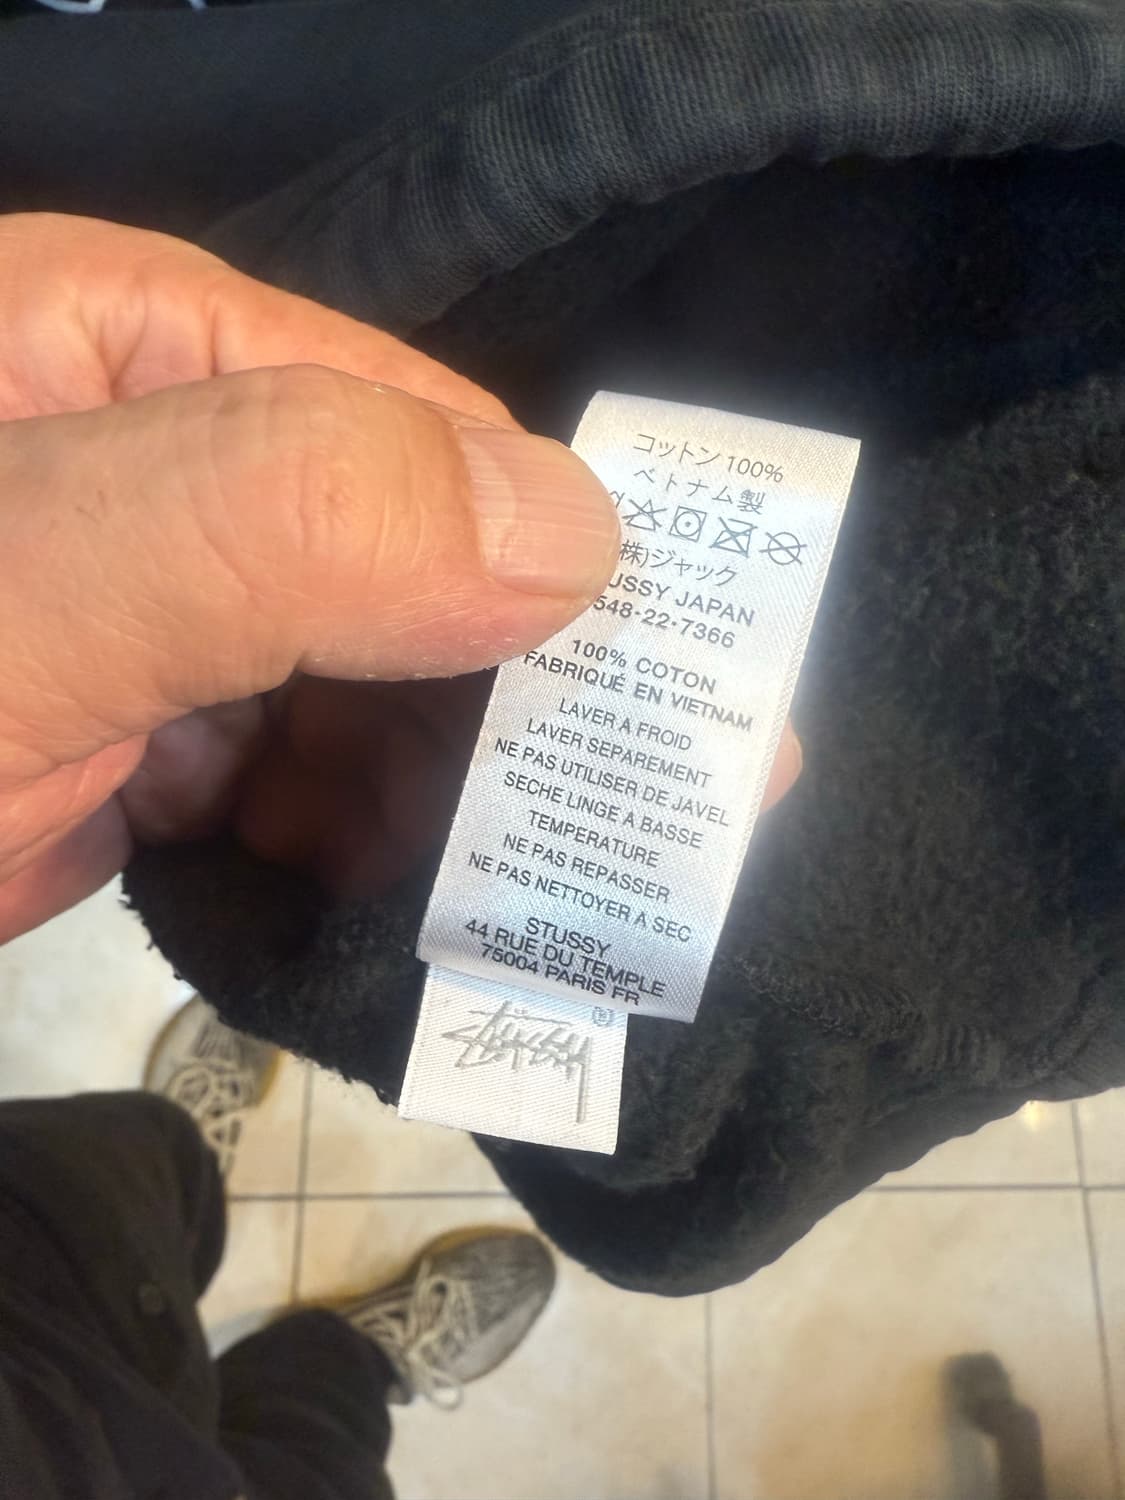 コットン 100%
ベトナム製
(株)ジャック
USSY JAPAN
548-22-7366
100% COTON
FABRIQUÉ EN VIETNAM
LAVER A FROID
LAVER SEPAREMENT
NE PAS UTILISER DE JAVEL
SECHE LINGE A BASSE
TEMPERATURE
NE PAS REPASSER
NE PAS NETTOYER A SEC
STUSSY
44 RUE DU TEMPLE
75004 PARIS FR
Stüssy ®